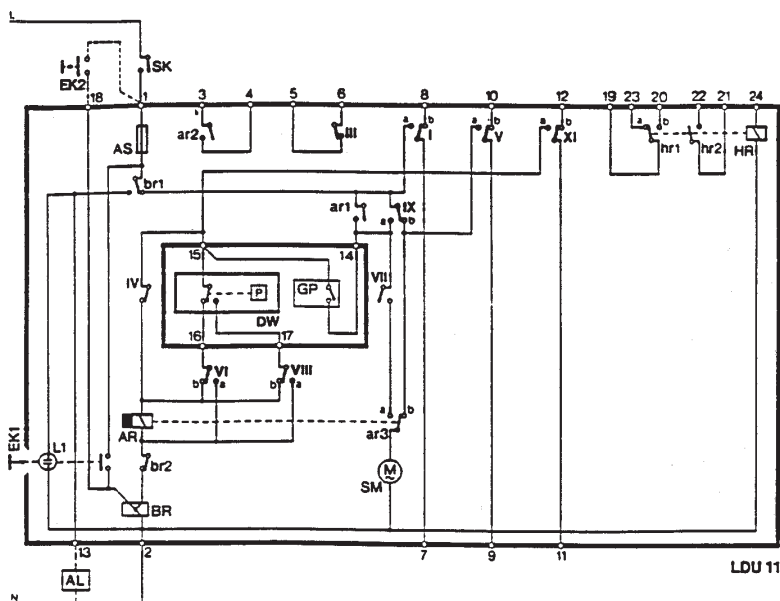 L
EK2
SK
18 1 3 4 5 6 8 10 12 19 23 20 22 21 24
AS
ar2
III
a b
I
a b
V
a b
XI
a b
hr1
a b
hr2
HR
br1
ar1
IX
a b
15 14
IV
P
GP
VII
DW
16 17
VI
b a
VIII
b a
AR
a b
ar3
EK1
L1
br2
M
~
SM
BR
13 2 7 9 11
LDU 11
AL
N